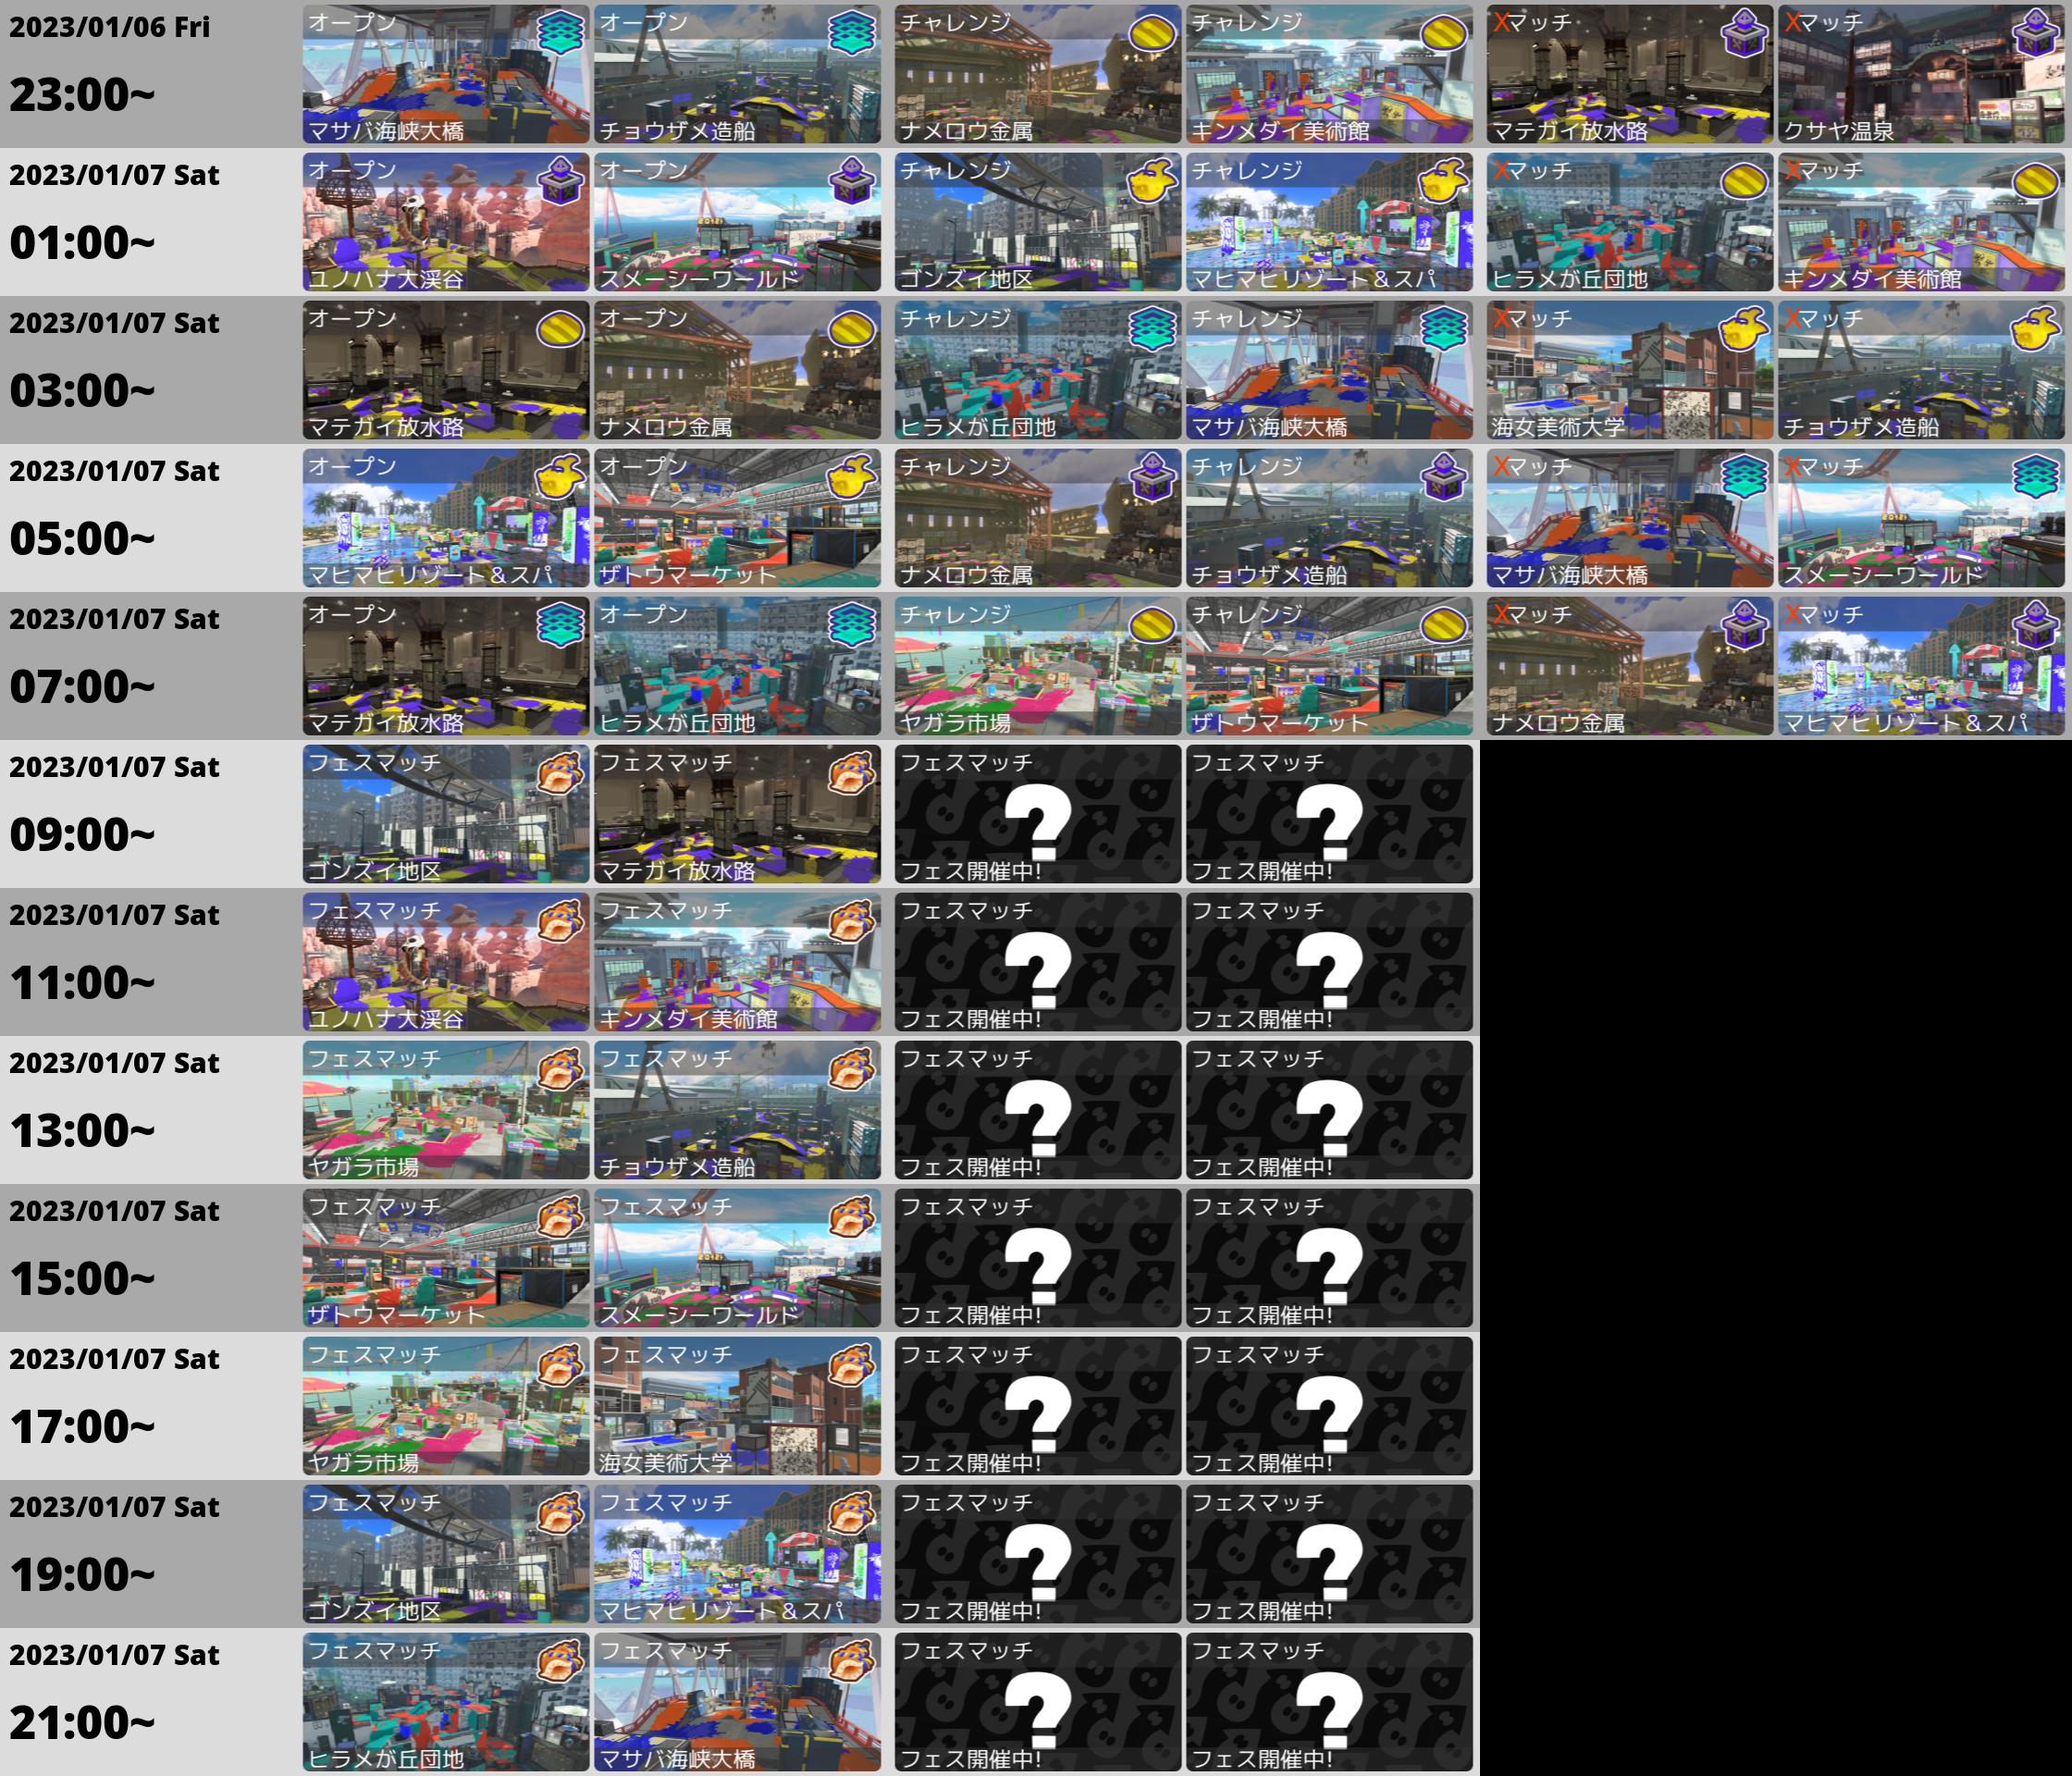 2023/01/06 Fri
23:00~
オープン
マサバ海峡大橋
オープン
チョウザメ造船
チャレンジ
ナメロウ金属
チャレンジ
キンメダイ美術館
Xマッチ
マテガイ放水路
Xマッチ
クサヤ温泉
2023/01/07 Sat
01:00~
オープン
ユノハナ大渓谷
オープン
スメーシーワールド
チャレンジ
ゴンズイ地区
チャレンジ
マヒマヒリゾート＆スパ
Xマッチ
ヒラメが丘団地
Xマッチ
キンメダイ美術館
2023/01/07 Sat
03:00~
オープン
マテガイ放水路
オープン
ナメロウ金属
チャレンジ
ヒラメが丘団地
チャレンジ
マサバ海峡大橋
Xマッチ
海女美術大学
Xマッチ
チョウザメ造船
2023/01/07 Sat
05:00~
オープン
マヒマヒリゾート＆スパ
オープン
ザトウマーケット
チャレンジ
ナメロウ金属
チャレンジ
チョウザメ造船
Xマッチ
マサバ海峡大橋
Xマッチ
スメーシーワールド
2023/01/07 Sat
07:00~
オープン
マテガイ放水路
オープン
ヒラメが丘団地
チャレンジ
ヤガラ市場
チャレンジ
ザトウマーケット
Xマッチ
ナメロウ金属
Xマッチ
マヒマヒリゾート＆スパ
2023/01/07 Sat
09:00~
フェスマッチ
ゴンズイ地区
フェスマッチ
マテガイ放水路
フェスマッチ
?
フェス開催中!
フェスマッチ
?
フェス開催中!
2023/01/07 Sat
11:00~
フェスマッチ
ユノハナ大渓谷
フェスマッチ
キンメダイ美術館
フェスマッチ
?
フェス開催中!
フェスマッチ
?
フェス開催中!
2023/01/07 Sat
13:00~
フェスマッチ
ヤガラ市場
フェスマッチ
チョウザメ造船
フェスマッチ
?
フェス開催中!
フェスマッチ
?
フェス開催中!
2023/01/07 Sat
15:00~
フェスマッチ
ザトウマーケット
フェスマッチ
スメーシーワールド
フェスマッチ
?
フェス開催中!
フェスマッチ
?
フェス開催中!
2023/01/07 Sat
17:00~
フェスマッチ
ヤガラ市場
フェスマッチ
海女美術大学
フェスマッチ
?
フェス開催中!
フェスマッチ
?
フェス開催中!
2023/01/07 Sat
19:00~
フェスマッチ
ゴンズイ地区
フェスマッチ
マヒマヒリゾート＆スパ
フェスマッチ
?
フェス開催中!
フェスマッチ
?
フェス開催中!
2023/01/07 Sat
21:00~
フェスマッチ
ヒラメが丘団地
フェスマッチ
マサバ海峡大橋
フェスマッチ
?
フェス開催中!
フェスマッチ
?
フェス開催中!